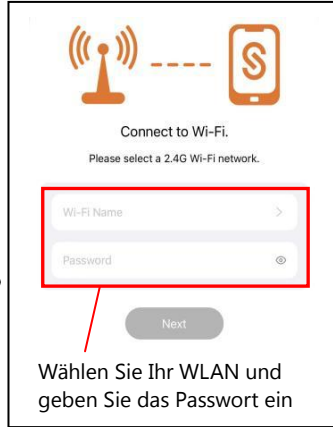 Connect to Wi-Fi.
Please select a 2.4G Wi-Fi network.
Wi-Fi Name
Password
Next
Wählen Sie Ihr WLAN und
geben Sie das Passwort ein